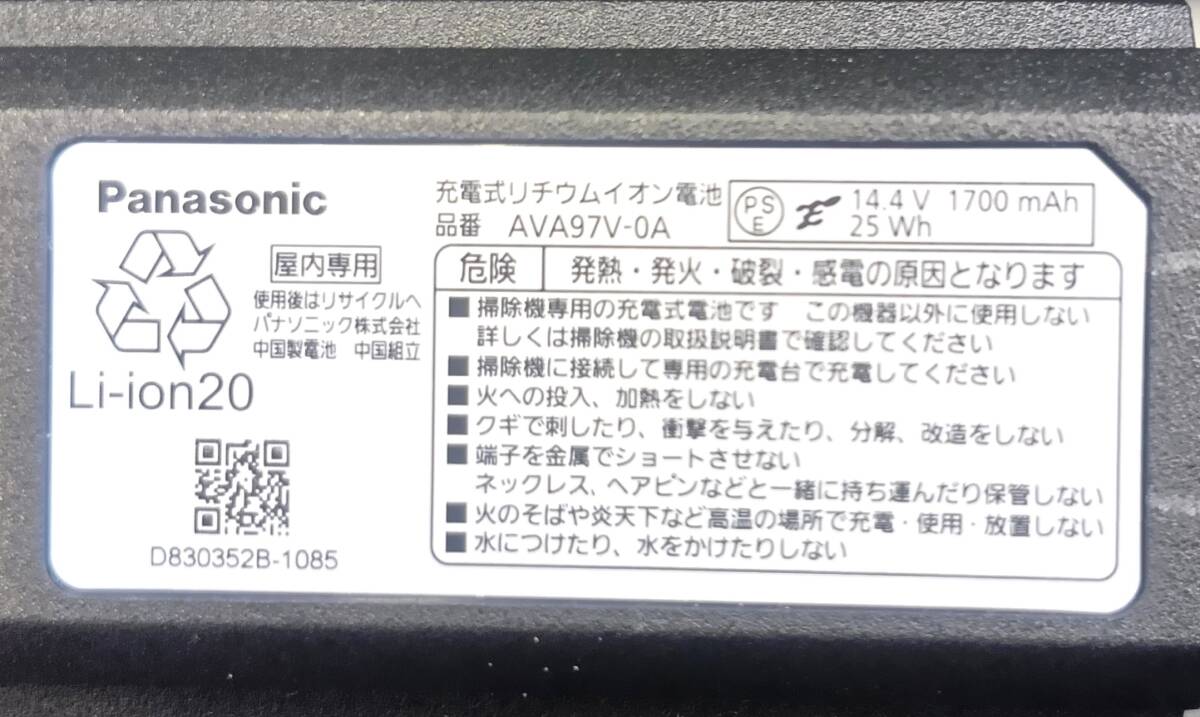 Panasonic
屋内専用
使用後はリサイクルへ
パナソニック株式会社
中国製電池 中国組立
Li-ion20
D830352B-1085
充電式リチウムイオン電池
品番 AVA97V-0A
PSE
14.4 V 1700 mAh
25 Wh
危険 発熱・発火・破裂・感電の原因となります
■ 掃除機専用の充電式電池です この機器以外に使用しない
詳しくは掃除機の取扱説明書で確認してください
■ 掃除機に接続して専用の充電台で充電してください
■ 火への投入、加熱をしない
■ クギで刺したり、衝撃を与えたり、分解、改造をしない
■ 端子を金属でショートさせない
ネックレス、ヘアピンなどと一緒に持ち運んだり保管しない
■ 火のそばや炎天下など高温の場所で充電・使用・放置しない
■ 水につけたり、水をかけたりしない